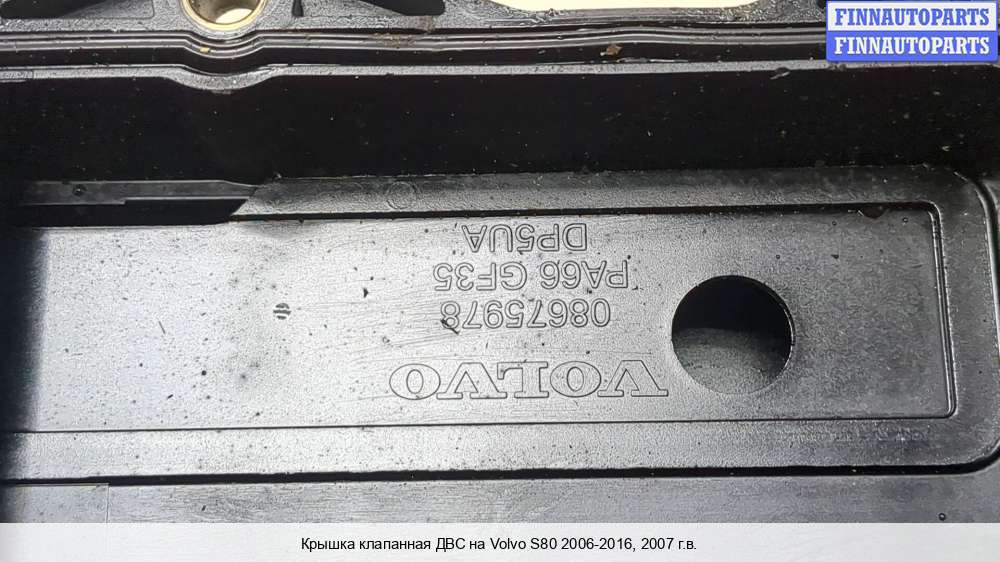 FINNAUTOPARTS
FINNAUTOPARTS
VOLVO
08675978
PA66 GF35
DP5UA
Крышка клапанная ДВС на Volvo S80 2006-2016, 2007 г.в.